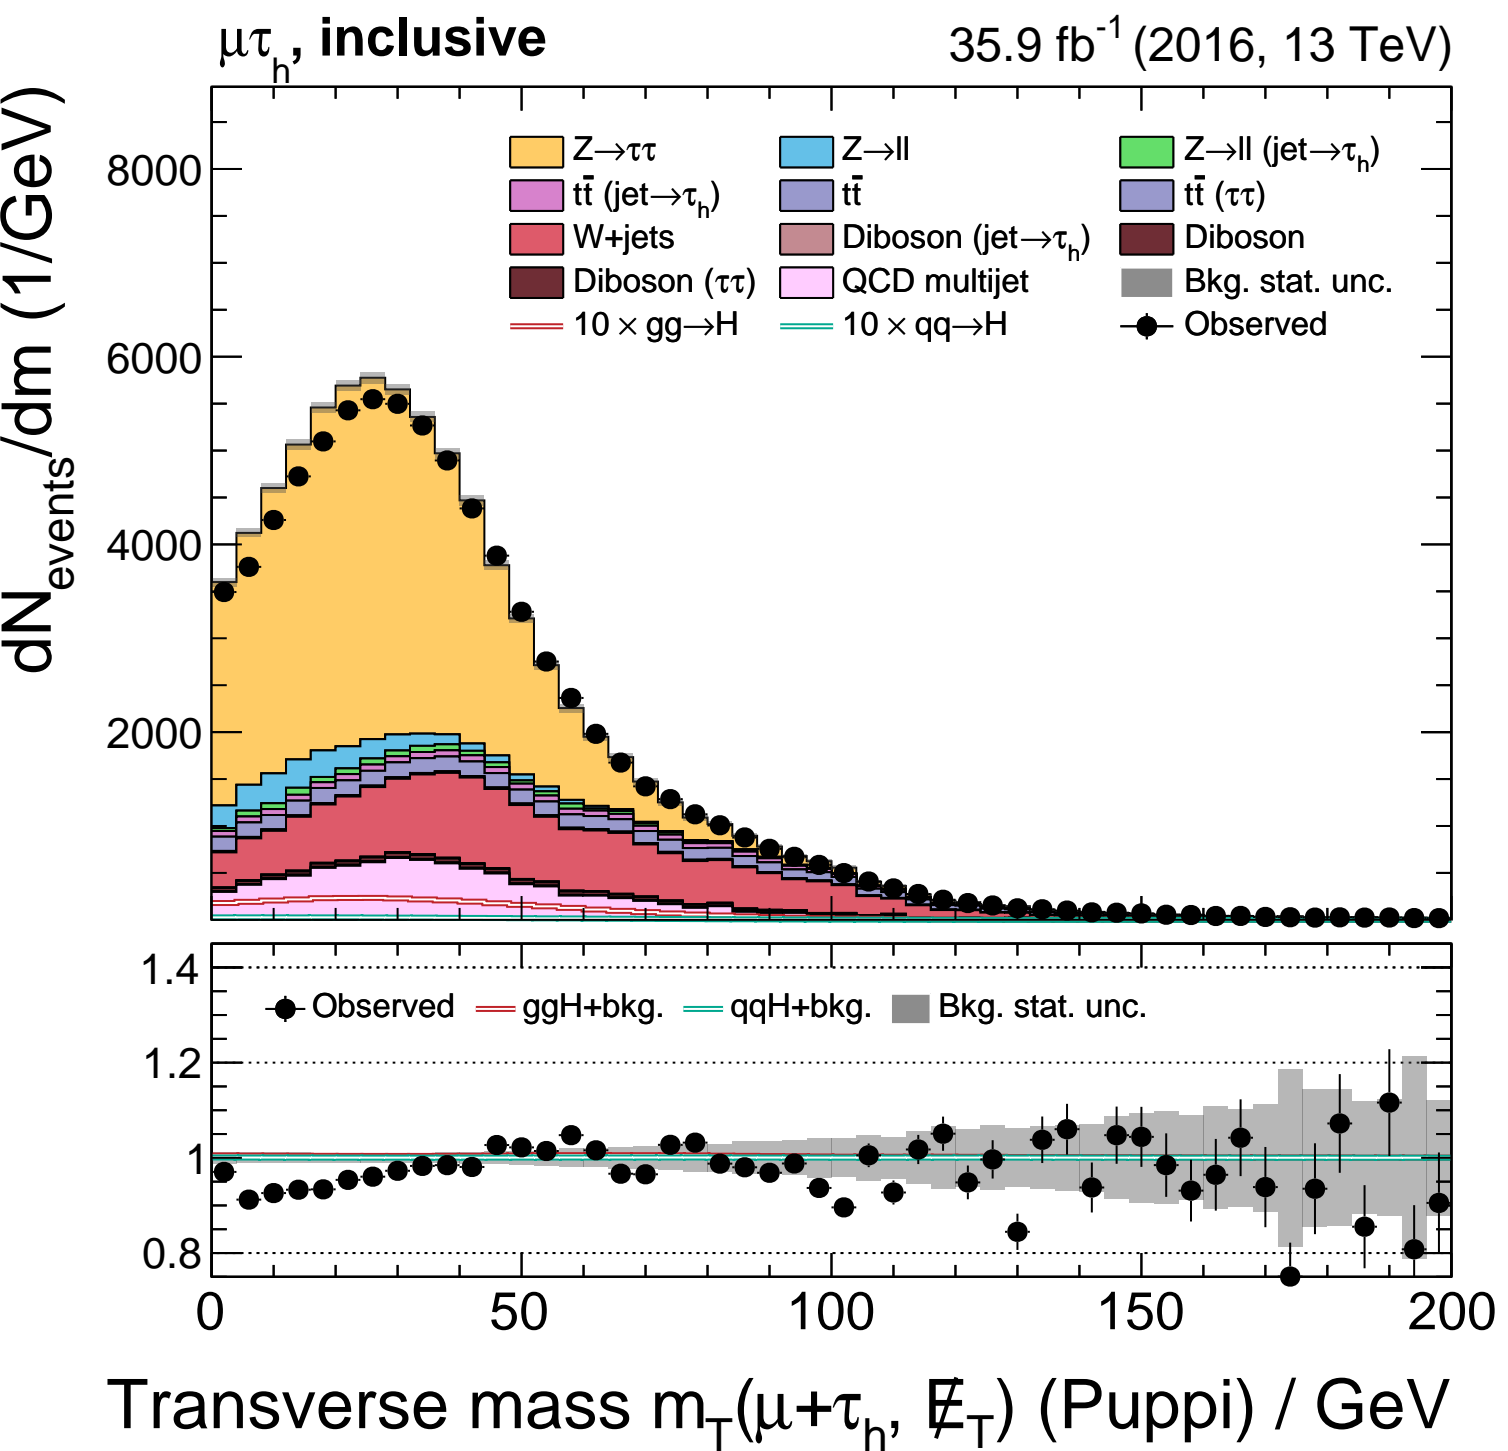 μτh, inclusive 35.9 fb-1 (2016, 13 TeV)
dNevents/dm (1/GeV)
8000
6000
4000
2000
Z→ττ Z→ll Z→ll (jet→τh)
tt̄ (jet→τh) tt̄ tt̄ (ττ)
W+jets Diboson (jet→τh) Diboson
Diboson (ττ) QCD multijet Bkg. stat. unc.
10 × gg→H 10 × qq→H Observed
1.4
1.2
1
0.8
Observed ggH+bkg. qqH+bkg. Bkg. stat. unc.
0 50 100 150 200
Transverse mass mT(μ+τh, E̸T) (Puppi) / GeV